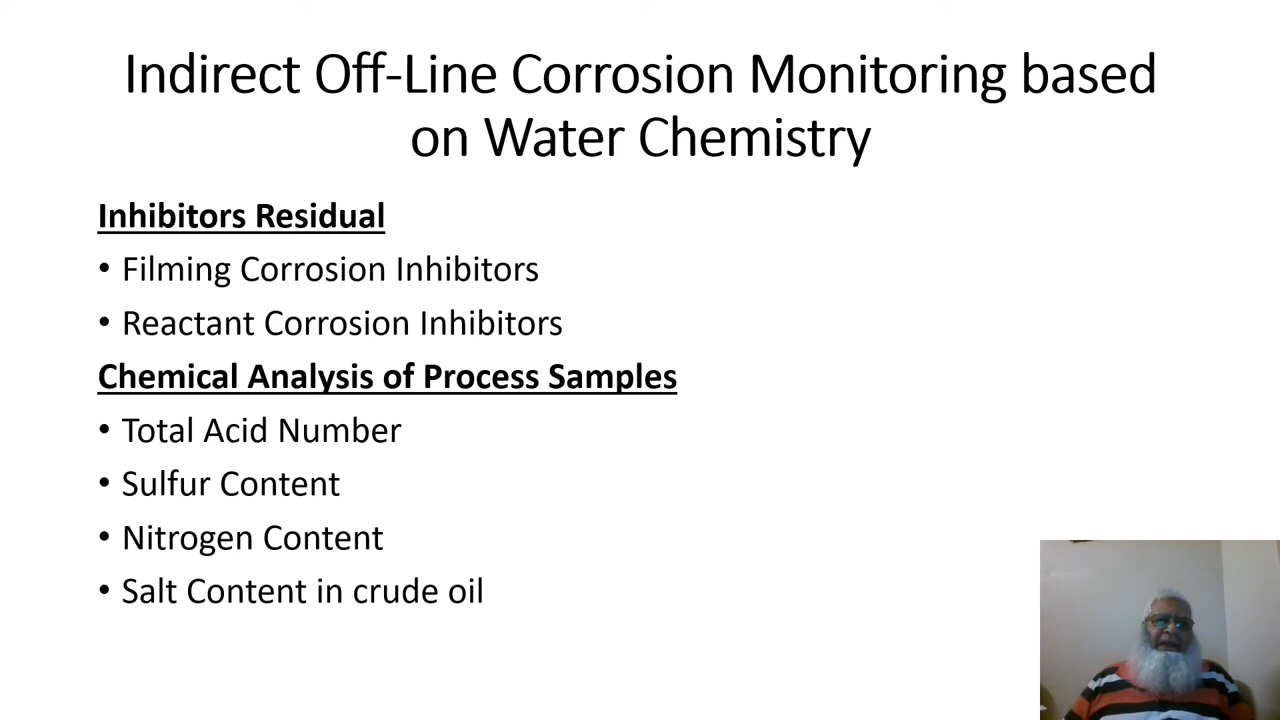 Indirect Off-Line Corrosion Monitoring based
on Water Chemistry
Inhibitors Residual
• Filming Corrosion Inhibitors
• Reactant Corrosion Inhibitors
Chemical Analysis of Process Samples
• Total Acid Number
• Sulfur Content
• Nitrogen Content
• Salt Content in crude oil